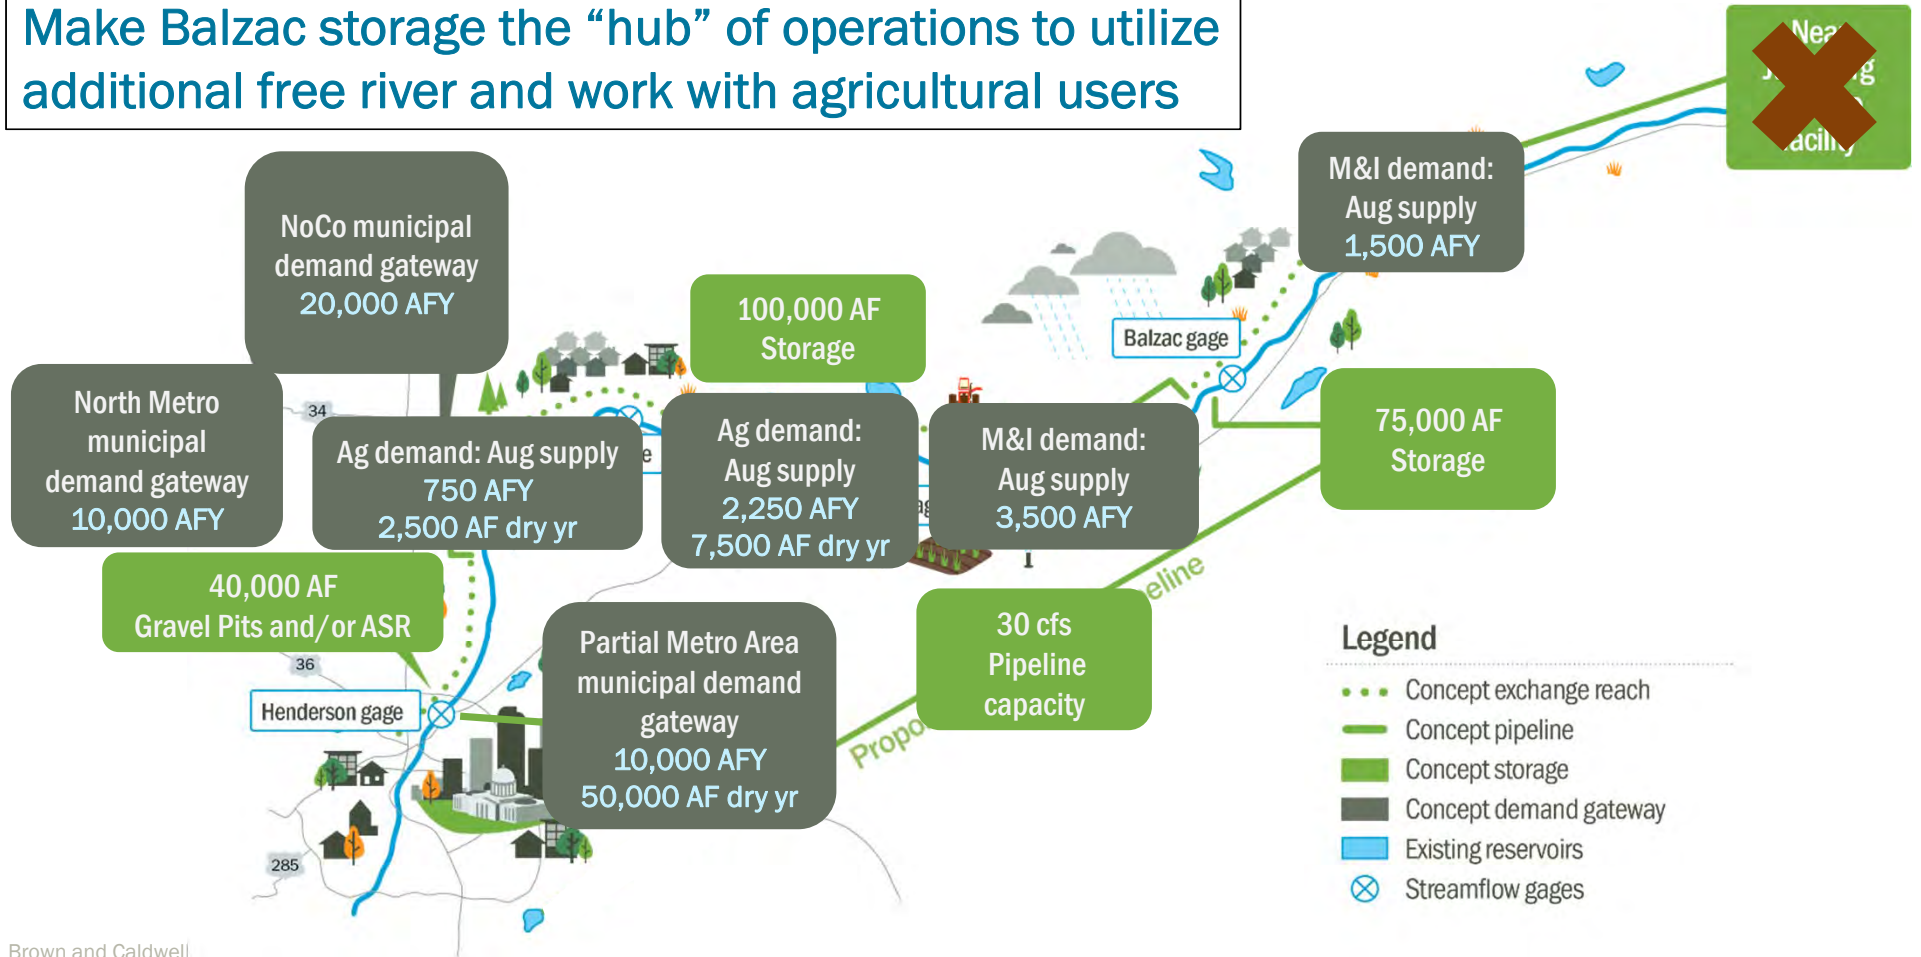 Make Balzac storage the “hub” of operations to utilize
additional free river and work with agricultural users
M&I demand:
Aug supply
1,500 AFY
NoCo municipal
demand gateway
20,000 AFY
100,000 AF
Storage
Balzac gage
North Metro
municipal
demand gateway
10,000 AFY
34
Ag demand: Aug supply
750 AFY
2,500 AF dry yr
Ag demand:
Aug supply
2,250 AFY
7,500 AF dry yr
M&I demand:
Aug supply
3,500 AFY
75,000 AF
Storage
40,000 AF
Gravel Pits and/or ASR
36
Henderson gage
Partial Metro Area
municipal demand
gateway
10,000 AFY
50,000 AF dry yr
30 cfs
Pipeline
capacity
285
Legend
Concept exchange reach
Concept pipeline
Concept storage
Concept demand gateway
Existing reservoirs
Streamflow gages
Brown and Caldwell